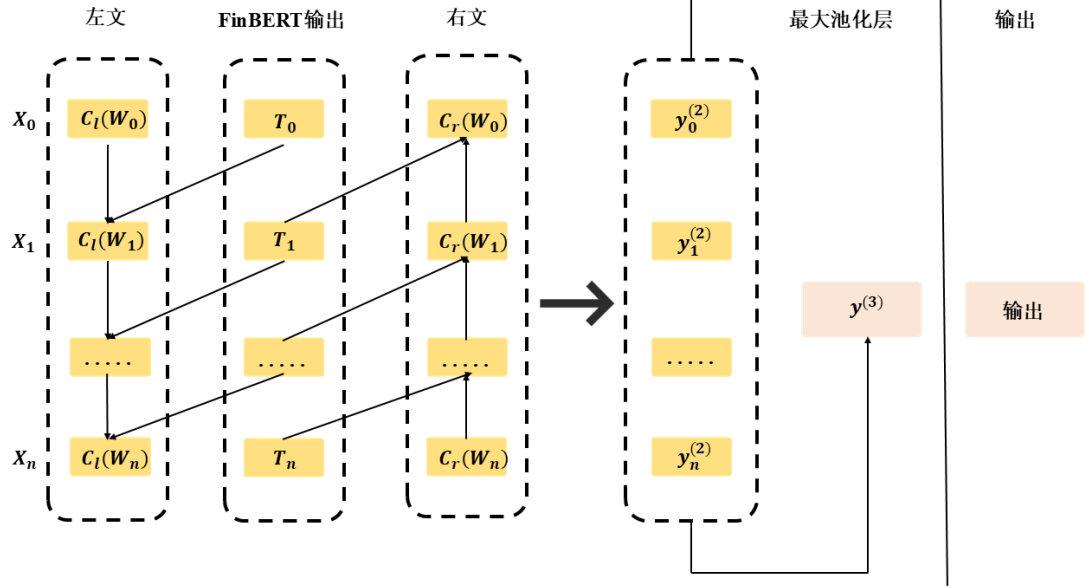 左文 FinBERT输出 右文 最大池化层 输出
X₀ Cₗ(W₀) T₀ Cᵣ(W₀) y₀⁽²⁾
X₁ Cₗ(W₁) T₁ Cᵣ(W₁) y₁⁽²⁾
y⁽³⁾ 输出
..... ..... ..... .....
Xₙ Cₗ(Wₙ) Tₙ Cᵣ(Wₙ) yₙ⁽²⁾